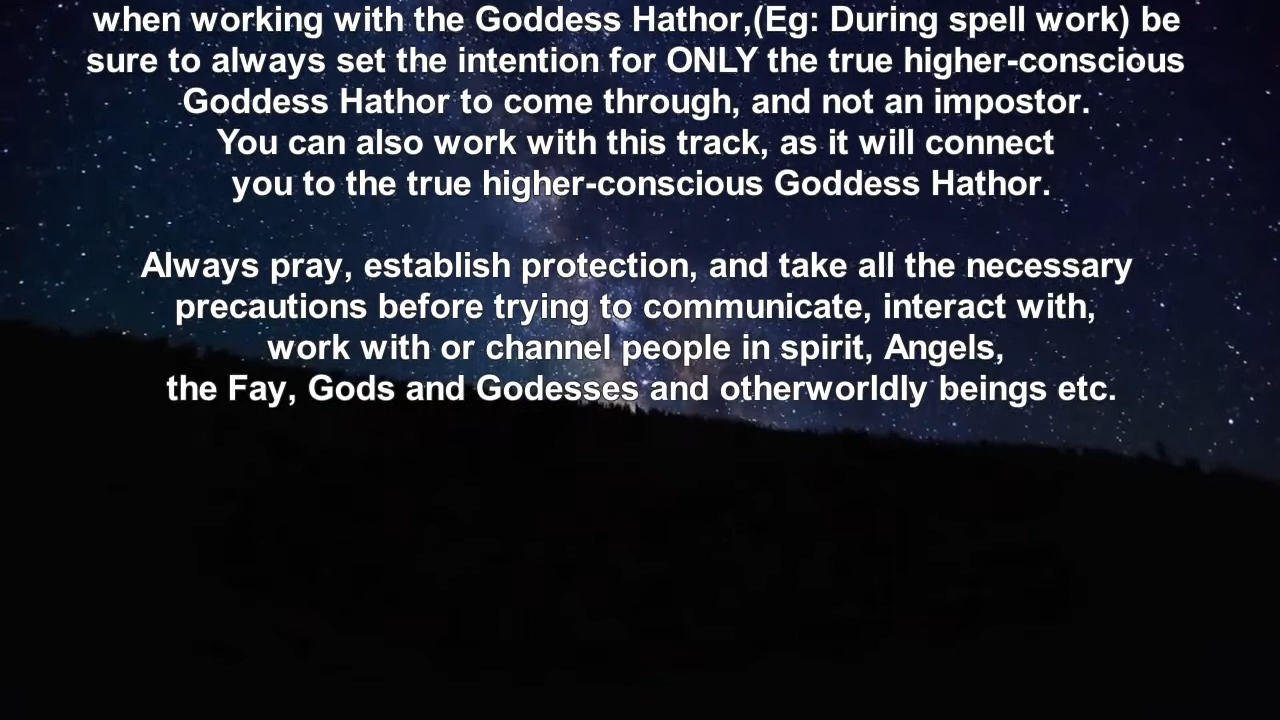 when working with the Goddess Hathor,(Eg: During spell work) be
sure to always set the intention for ONLY the true higher-conscious
Goddess Hathor to come through, and not an impostor.
You can also work with this track, as it will connect
you to the true higher-conscious Goddess Hathor.
Always pray, establish protection, and take all the necessary
precautions before trying to communicate, interact with,
work with or channel people in spirit, Angels,
the Fay, Gods and Godesses and otherworldly beings etc.